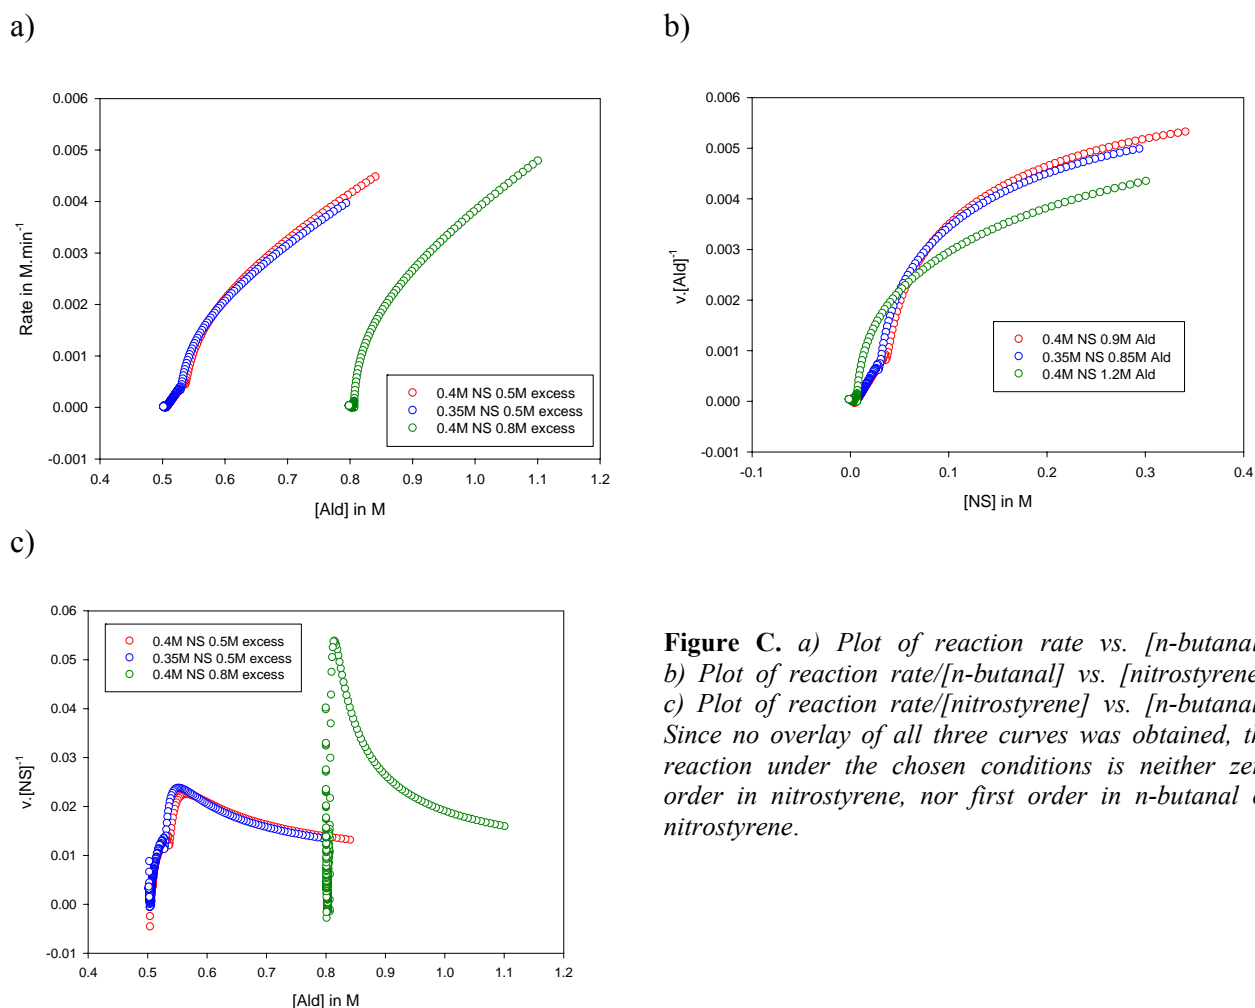 a)
b)
0.006
0.005
0.004
0.003
0.002
0.001
0.000
-0.001
Rate in M.min-1
0.4 0.5 0.6 0.7 0.8 0.9 1.0 1.1 1.2
[Ald] in M
0.4M NS 0.5M excess
0.35M NS 0.5M excess
0.4M NS 0.8M excess
0.006
0.005
0.004
0.003
0.002
0.001
0.000
-0.001
v.[Ald]-1
-0.1 0.0 0.1 0.2 0.3 0.4
[NS] in M
0.4M NS 0.9M Ald
0.35M NS 0.85M Ald
0.4M NS 1.2M Ald
c)
0.06
0.05
0.04
0.03
0.02
0.01
0.00
-0.01
v.[NS]-1
0.4 0.5 0.6 0.7 0.8 0.9 1.0 1.1 1.2
[Ald] in M
0.4M NS 0.5M excess
0.35M NS 0.5M excess
0.4M NS 0.8M excess
Figure C. a) Plot of reaction rate vs. [n-butanal
b) Plot of reaction rate/[n-butanal] vs. [nitrostyrene
c) Plot of reaction rate/[nitrostyrene] vs. [n-butanal
Since no overlay of all three curves was obtained, th
reaction under the chosen conditions is neither zer
order in nitrostyrene, nor first order in n-butanal o
nitrostyrene.